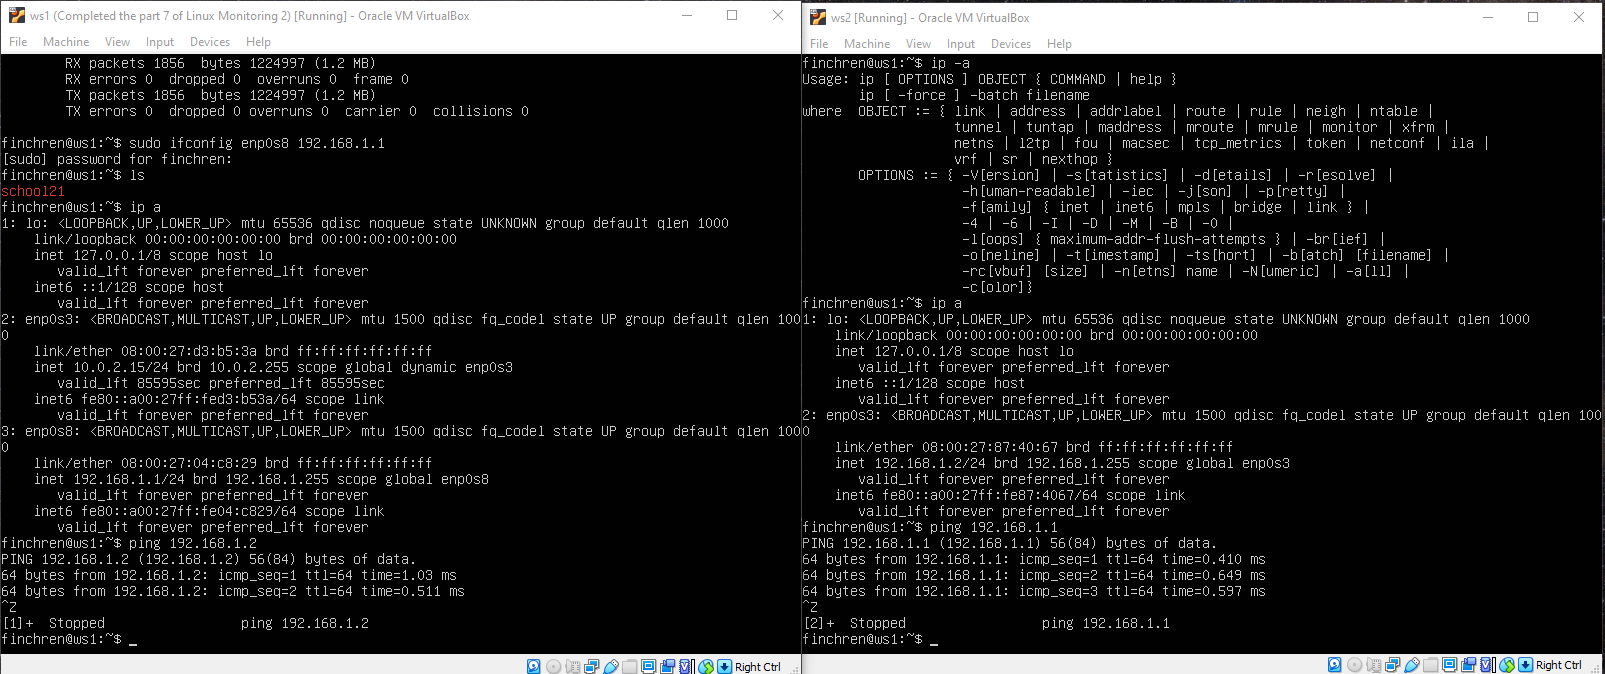 ws1 (Completed the part 7 of Linux Monitoring 2) [Running] - Oracle VM VirtualBox
File Machine View Input Devices Help
RX packets 1856  bytes 1224997 (1.2 MB)
RX errors 0  dropped 0  overruns 0  frame 0
TX packets 1856  bytes 1224997 (1.2 MB)
TX errors 0  dropped 0 overruns 0  carrier 0  collisions 0
finchren@ws1:~$ sudo ifconfig enp0s8 192.168.1.1
[sudo] password for finchren:
finchren@ws1:~$ ls
school21
finchren@ws1:~$ ip a
1: lo: <LOOPBACK,UP,LOWER_UP> mtu 65536 qdisc noqueue state UNKNOWN group default qlen 1000
link/loopback 00:00:00:00:00:00 brd 00:00:00:00:00:00
inet 127.0.0.1/8 scope host lo
valid_lft forever preferred_lft forever
inet6 ::1/128 scope host
valid_lft forever preferred_lft forever
2: enp0s3: <BROADCAST,MULTICAST,UP,LOWER_UP> mtu 1500 qdisc fq_codel state UP group default qlen 100
0
link/ether 08:00:27:d3:b5:3a brd ff:ff:ff:ff:ff:ff
inet 10.0.2.15/24 brd 10.0.2.255 scope global dynamic enp0s3
valid_lft 85595sec preferred_lft 85595sec
inet6 fe80::a00:27ff:fed3:b53a/64 scope link
valid_lft forever preferred_lft forever
3: enp0s8: <BROADCAST,MULTICAST,UP,LOWER_UP> mtu 1500 qdisc fq_codel state UP group default qlen 100
0
link/ether 08:00:27:04:c8:29 brd ff:ff:ff:ff:ff:ff
inet 192.168.1.1/24 brd 192.168.1.255 scope global enp0s8
valid_lft forever preferred_lft forever
inet6 fe80::a00:27ff:fe04:c829/64 scope link
valid_lft forever preferred_lft forever
finchren@ws1:~$ ping 192.168.1.2
PING 192.168.1.2 (192.168.1.2) 56(84) bytes of data.
64 bytes from 192.168.1.2: icmp_seq=1 ttl=64 time=1.03 ms
64 bytes from 192.168.1.2: icmp_seq=2 ttl=64 time=0.511 ms
^Z
[1]+  Stopped                 ping 192.168.1.2
finchren@ws1:~$ _
Right Ctrl
ws2 [Running] - Oracle VM VirtualBox
File Machine View Input Devices Help
finchren@ws1:~$ ip -a
Usage: ip [ OPTIONS ] OBJECT { COMMAND | help }
ip [ -force ] -batch filename
where  OBJECT := { link | address | addrlabel | route | rule | neigh | ntable |
tunnel | tuntap | maddress | mroute | mrule | monitor | xfrm |
netns | l2tp | fou | macsec | tcp_metrics | token | netconf | ila |
vrf | sr | nexthop }
OPTIONS := { -V[ersion] | -s[tatistics] | -d[etails] | -r[esolve] |
-h[uman-readable] | -iec | -j[son] | -p[retty] |
-f[amily] { inet | inet6 | mpls | bridge | link } |
-4 | -6 | -I | -D | -M | -B | -0 |
-l[oops] { maximum-addr-flush-attempts } | -br[ief] |
-o[neline] | -t[imestamp] | -ts[hort] | -b[atch] [filename] |
-rc[vbuf] [size] | -n[etns] name | -N[umeric] | -a[ll] |
-c[olor]}
finchren@ws1:~$ ip a
1: lo: <LOOPBACK,UP,LOWER_UP> mtu 65536 qdisc noqueue state UNKNOWN group default qlen 1000
link/loopback 00:00:00:00:00:00 brd 00:00:00:00:00:00
inet 127.0.0.1/8 scope host lo
valid_lft forever preferred_lft forever
inet6 ::1/128 scope host
valid_lft forever preferred_lft forever
2: enp0s3: <BROADCAST,MULTICAST,UP,LOWER_UP> mtu 1500 qdisc fq_codel state UP group default qlen 100
0
link/ether 08:00:27:87:40:67 brd ff:ff:ff:ff:ff:ff
inet 192.168.1.2/24 brd 192.168.1.255 scope global enp0s3
valid_lft forever preferred_lft forever
inet6 fe80::a00:27ff:fe87:4067/64 scope link
valid_lft forever preferred_lft forever
finchren@ws1:~$ ping 192.168.1.1
PING 192.168.1.1 (192.168.1.1) 56(84) bytes of data.
64 bytes from 192.168.1.1: icmp_seq=1 ttl=64 time=0.410 ms
64 bytes from 192.168.1.1: icmp_seq=2 ttl=64 time=0.649 ms
64 bytes from 192.168.1.1: icmp_seq=3 ttl=64 time=0.597 ms
^Z
[2]+  Stopped                 ping 192.168.1.1
finchren@ws1:~$ _
Right Ctrl